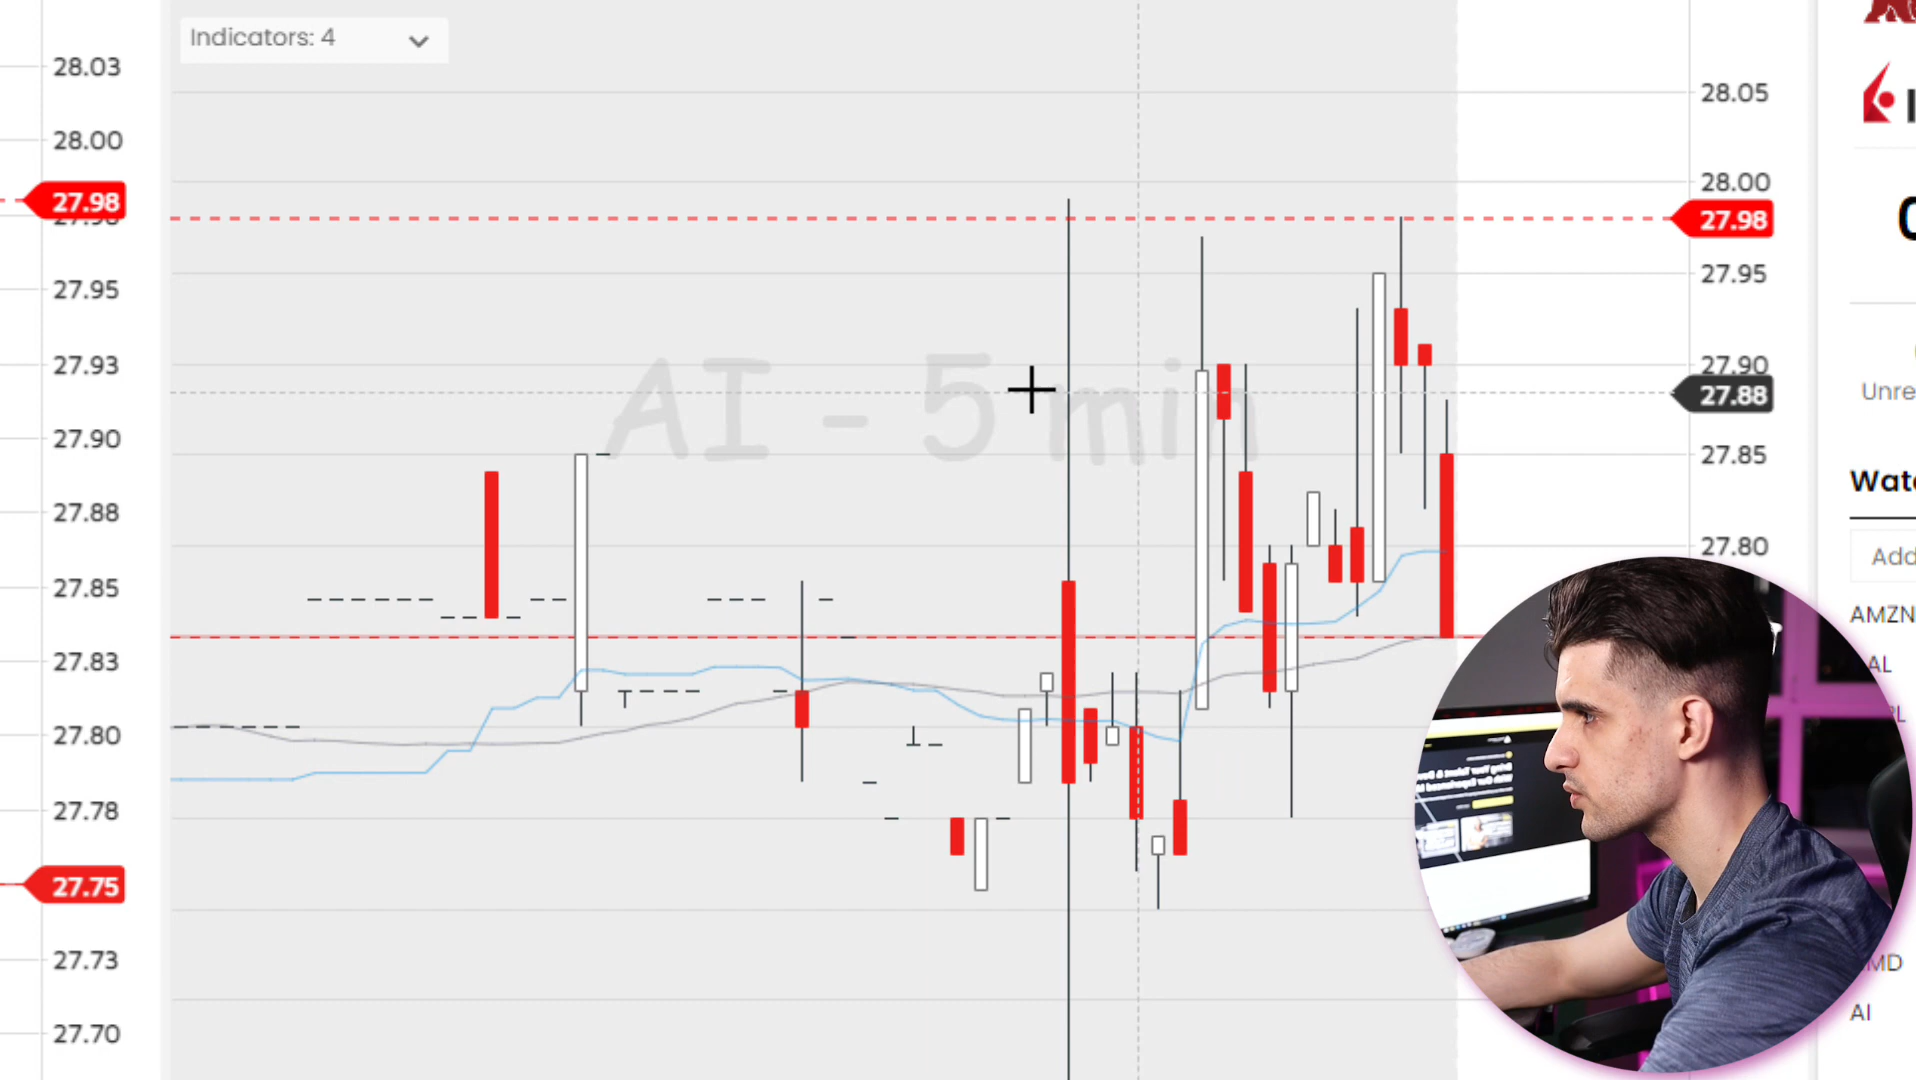 Indicators: 4
28.03
28.00
27.98
27.95
27.93
27.90
27.88
27.85
27.83
27.80
27.78
27.75
27.73
27.70
AI - 5 min
28.05
28.00
27.98
27.95
27.90
27.88
27.85
27.80
Unre
Wat
Add
AMZN
AL
PL
MD
AI